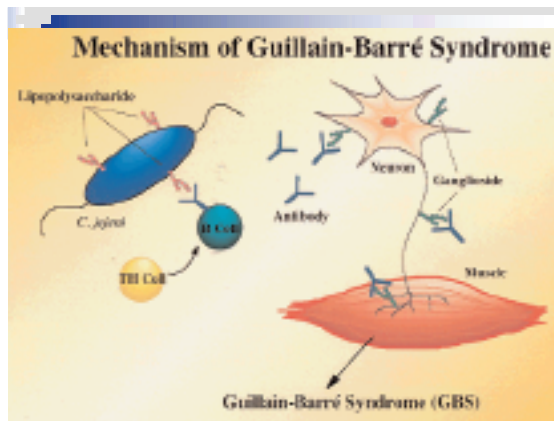 Mechanism of Guillain-Barré Syndrome
Lipopolysaccharide
C. jejuni
B Cell
TH Cell
Antibody
Neuron
Ganglioside
Muscle
Guillain-Barré Syndrome (GBS)